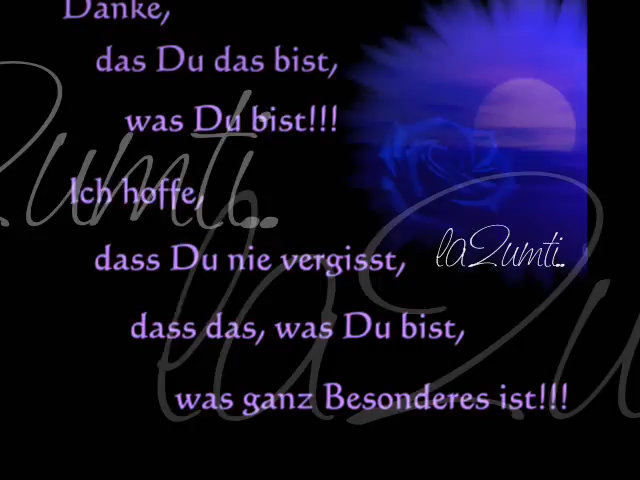 Danke,
das Du das bist,
was Du bist!!!
Ich hoffe,
dass Du nie vergisst,
la2umti..
dass das, was Du bist,
was ganz Besonderes ist!!!